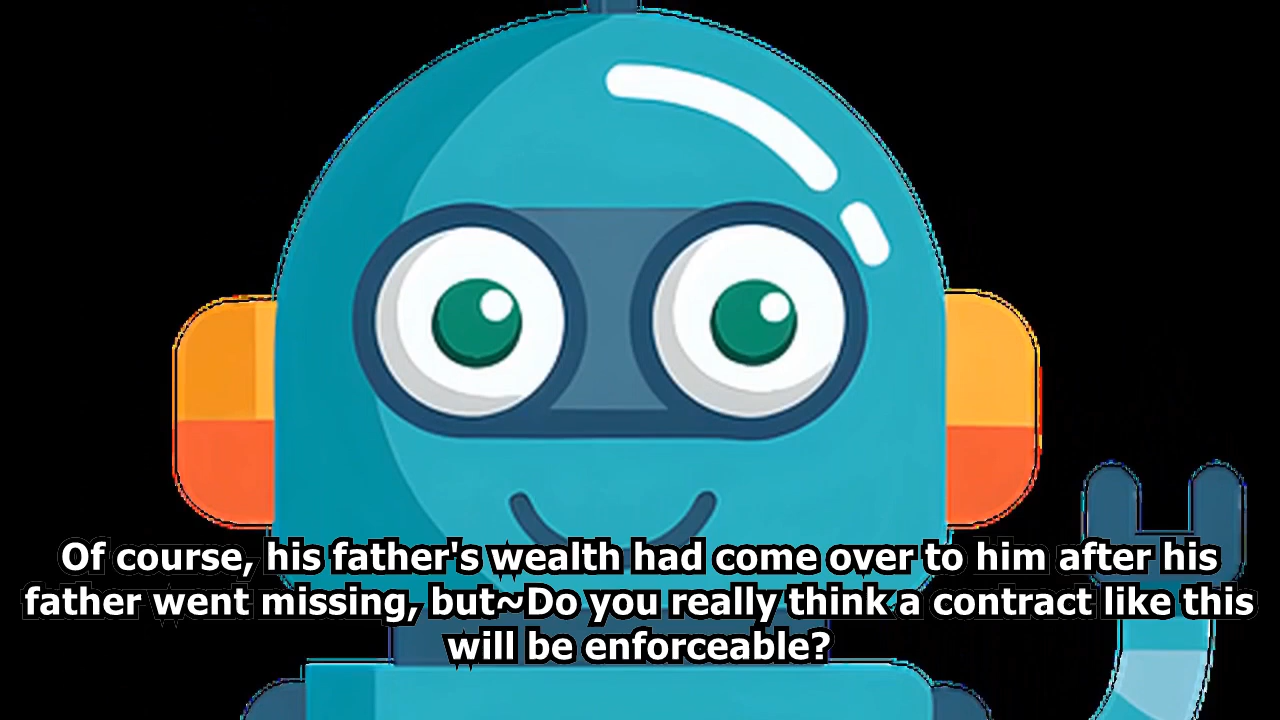 Of course, his father's wealth had come over to him after his
father went missing, but~Do you really think a contract like this
will be enforceable?